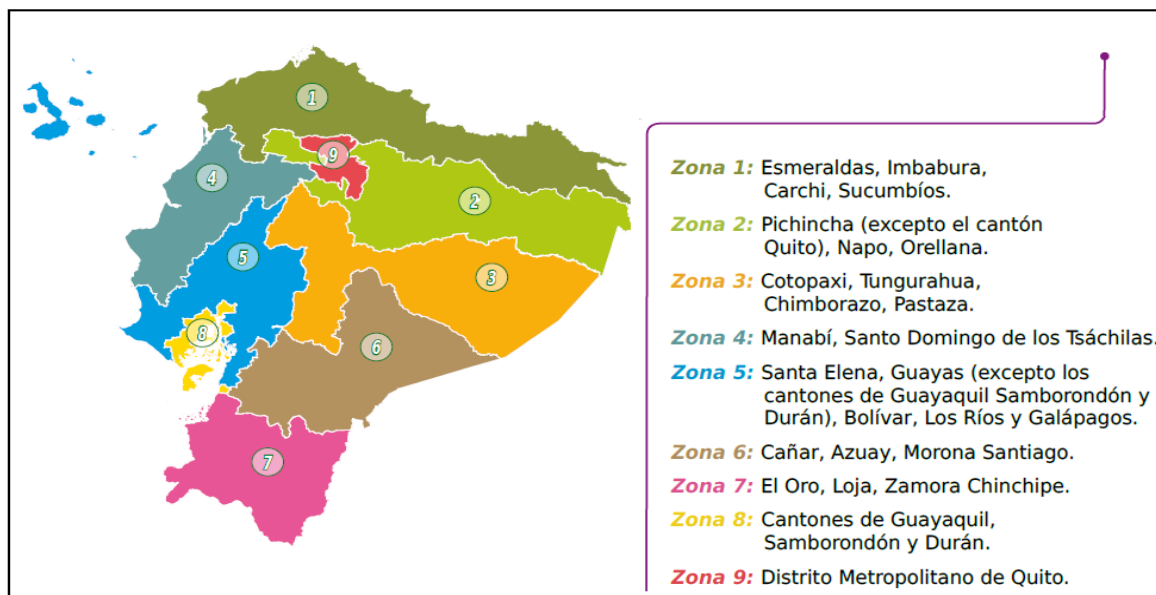 1
9
4
2
5
3
8
6
7
Zona 1: Esmeraldas, Imbabura,
Carchi, Sucumbíos.
Zona 2: Pichincha (excepto el cantón
Quito), Napo, Orellana.
Zona 3: Cotopaxi, Tungurahua,
Chimborazo, Pastaza.
Zona 4: Manabí, Santo Domingo de los Tsáchilas.
Zona 5: Santa Elena, Guayas (excepto los
cantones de Guayaquil Samborondón y
Durán), Bolívar, Los Ríos y Galápagos.
Zona 6: Cañar, Azuay, Morona Santiago.
Zona 7: El Oro, Loja, Zamora Chinchipe.
Zona 8: Cantones de Guayaquil,
Samborondón y Durán.
Zona 9: Distrito Metropolitano de Quito.